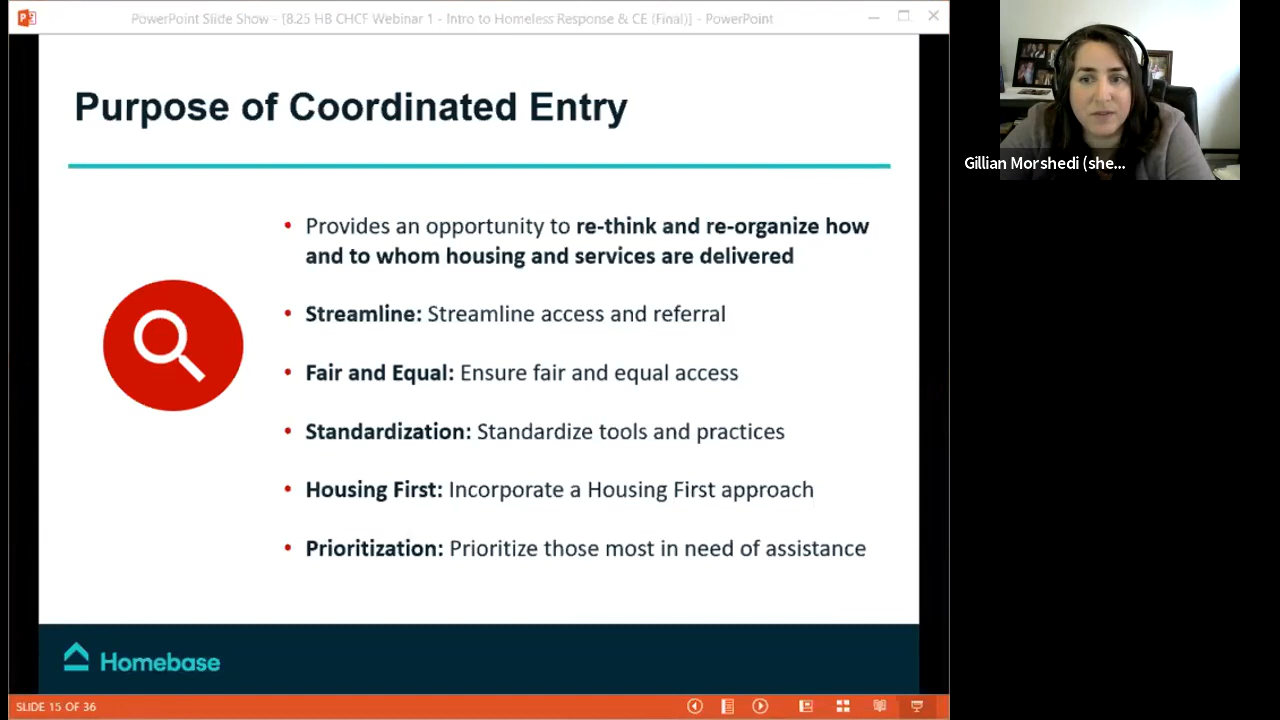 PowerPoint Slide Show - [8.25 HB CHCF Webinar 1 - Intro to Homeless Response & CE (Final)] - PowerPoint
Purpose of Coordinated Entry
• Provides an opportunity to re-think and re-organize how
and to whom housing and services are delivered
• Streamline: Streamline access and referral
• Fair and Equal: Ensure fair and equal access
• Standardization: Standardize tools and practices
• Housing First: Incorporate a Housing First approach
• Prioritization: Prioritize those most in need of assistance
Homebase
SLIDE 15 OF 36
Gillian Morshedi (she...